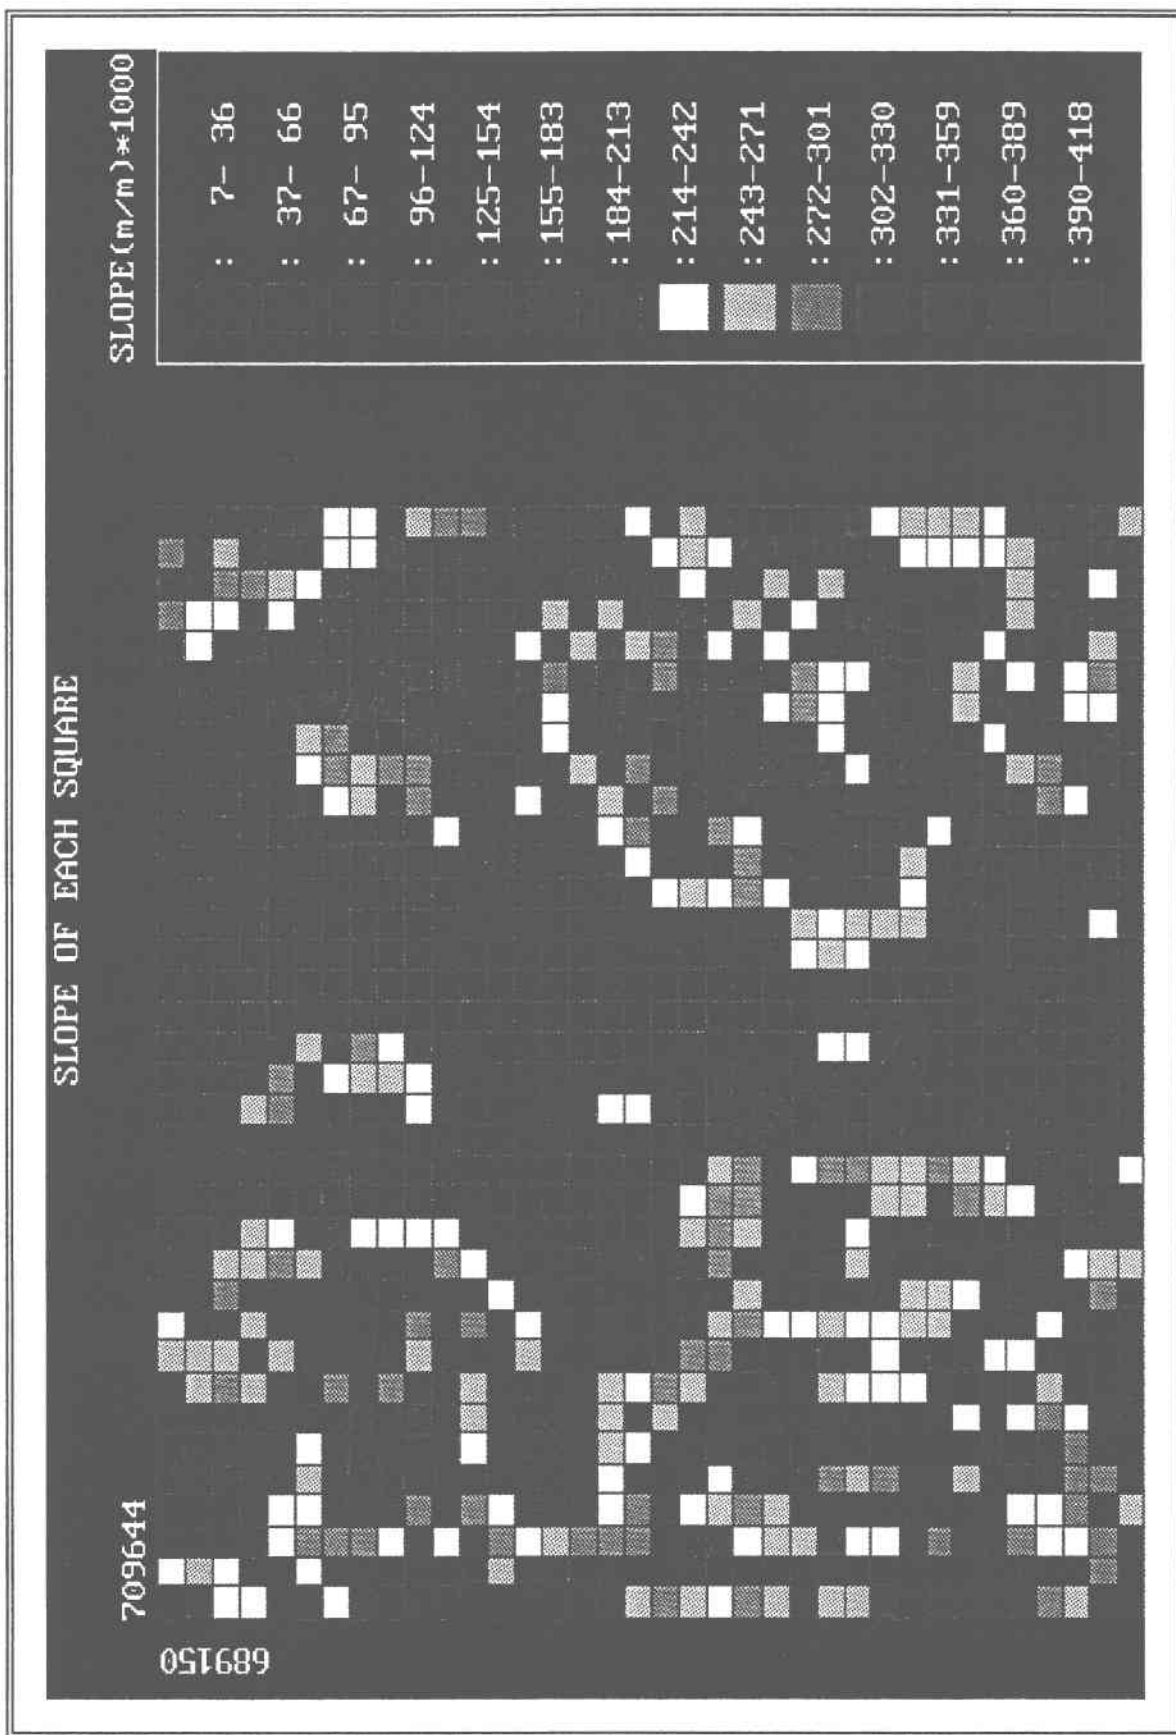 SLOPE OF EACH SQUARE
SLOPE(m/m)*1000
: 7- 36
: 37- 66
: 67- 95
: 96-124
: 125-154
: 155-183
: 184-213
: 214-242
: 243-271
: 272-301
: 302-330
: 331-359
: 360-389
: 390-418
709644
689150